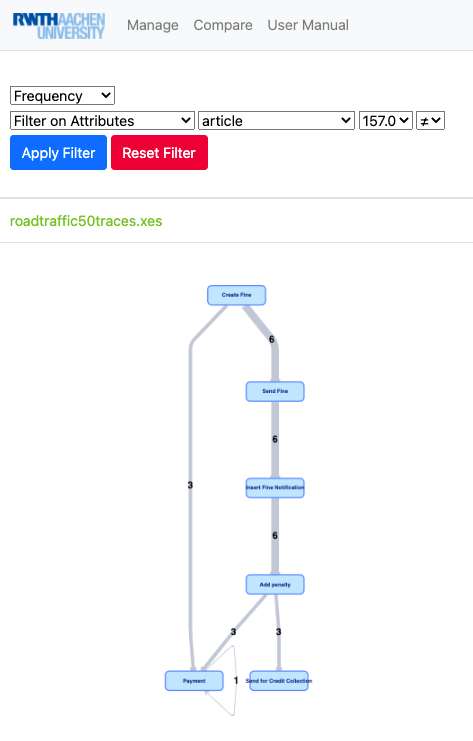 RWTHAACHEN
UNIVERSITY
Manage Compare User Manual
Frequency
Filter on Attributes article 157.0 ≠
Apply Filter Reset Filter
roadtraffic50traces.xes
Create Fine
6
Send Fine
6
Insert Fine Notification
3
6
Add penalty
3 3
Payment 1 Send for Credit Collection